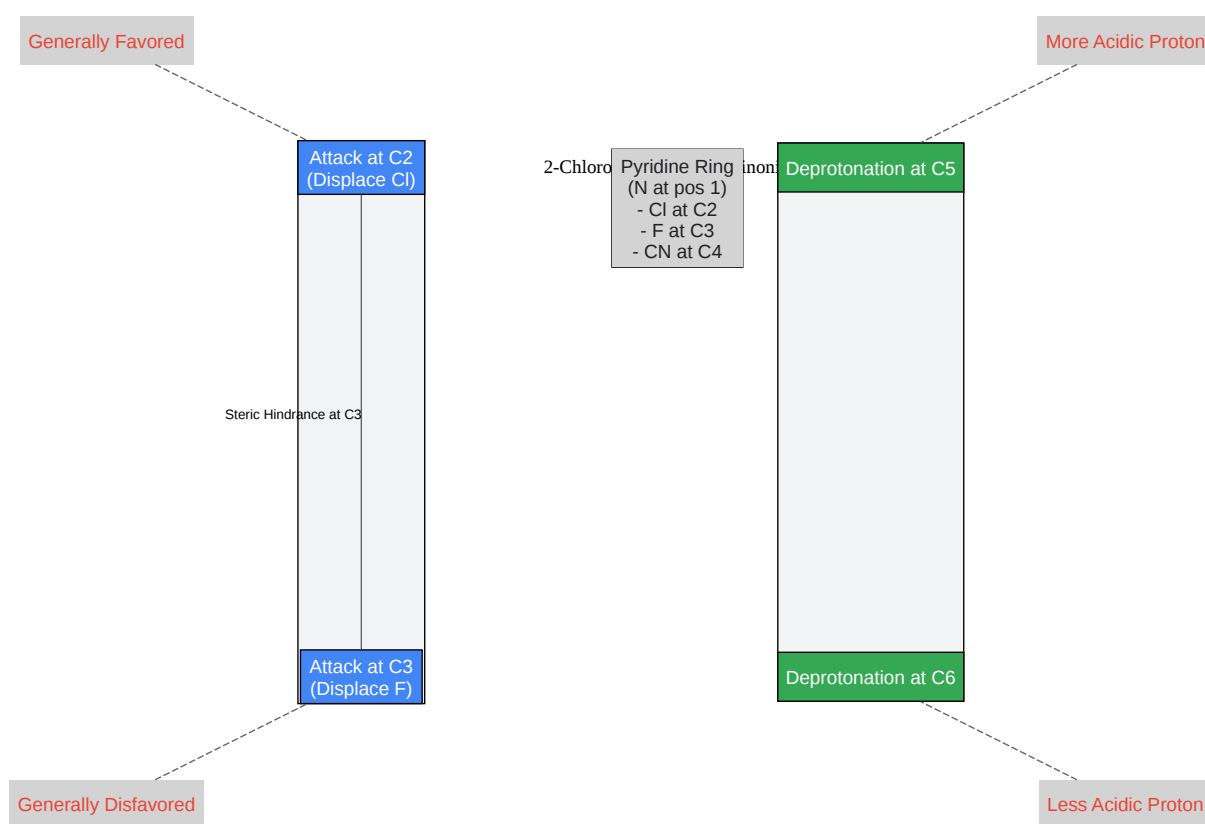 Generally Favored
More Acidic Proton
Attack at C2
(Displace Cl)
2-Chloro
Pyridine Ring
(N at pos 1)
- Cl at C2
- F at C3
- CN at C4
Deprotonation at C5
Steric Hindrance at C3
Attack at C3
(Displace F)
Deprotonation at C6
Generally Disfavored
Less Acidic Proton